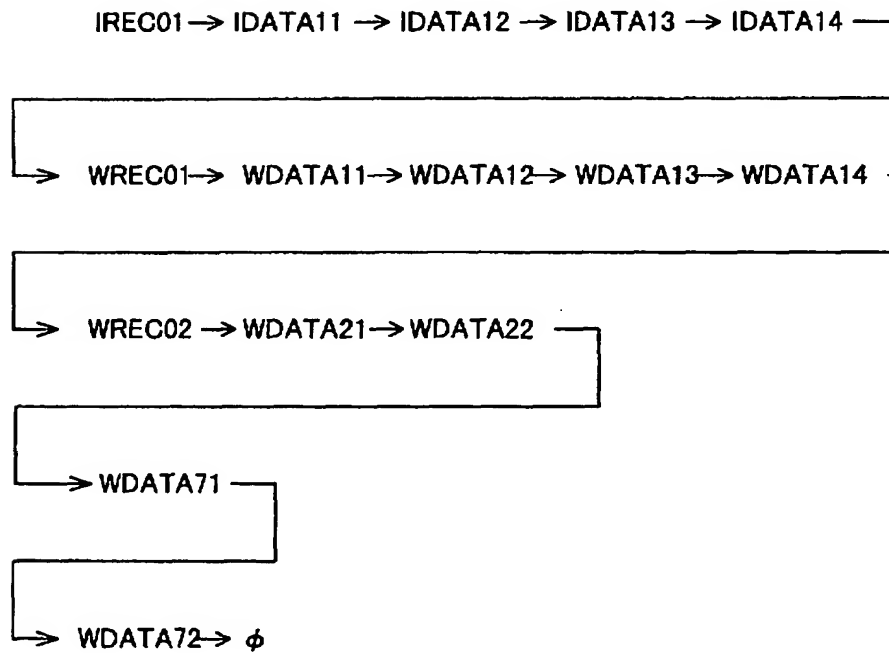 IREC01 → IDATA11 → IDATA12 → IDATA13 → IDATA14
WREC01 → WDATA11 → WDATA12 → WDATA13 → WDATA14
WREC02 → WDATA21 → WDATA22
WDATA71
WDATA72 → ϕ